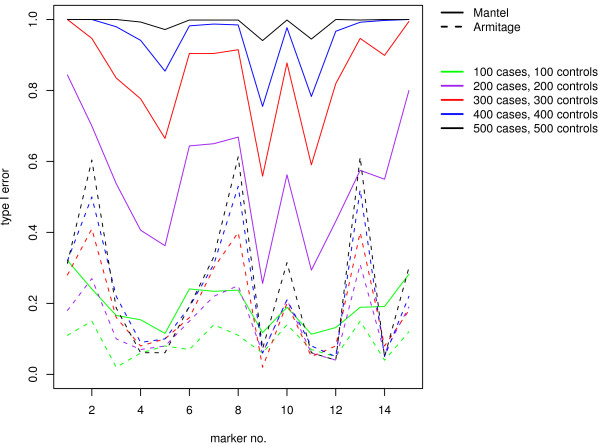 Mantel
Armitage
100 cases, 100 controls
200 cases, 200 controls
300 cases, 300 controls
400 cases, 400 controls
500 cases, 500 controls
type I error
1.0
0.8
0.6
0.4
0.2
0.0
2 4 6 8 10 12 14
marker no.